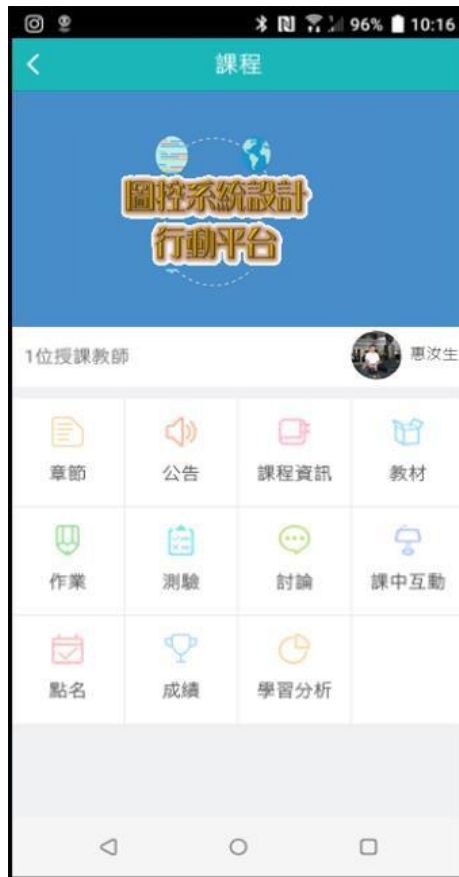 96% 10:16
課程
圖控系統設計
行動平台
1位授課教師 惠汝生
章節 公告 課程資訊 教材
作業 測驗 討論 課中互動
點名 成績 學習分析